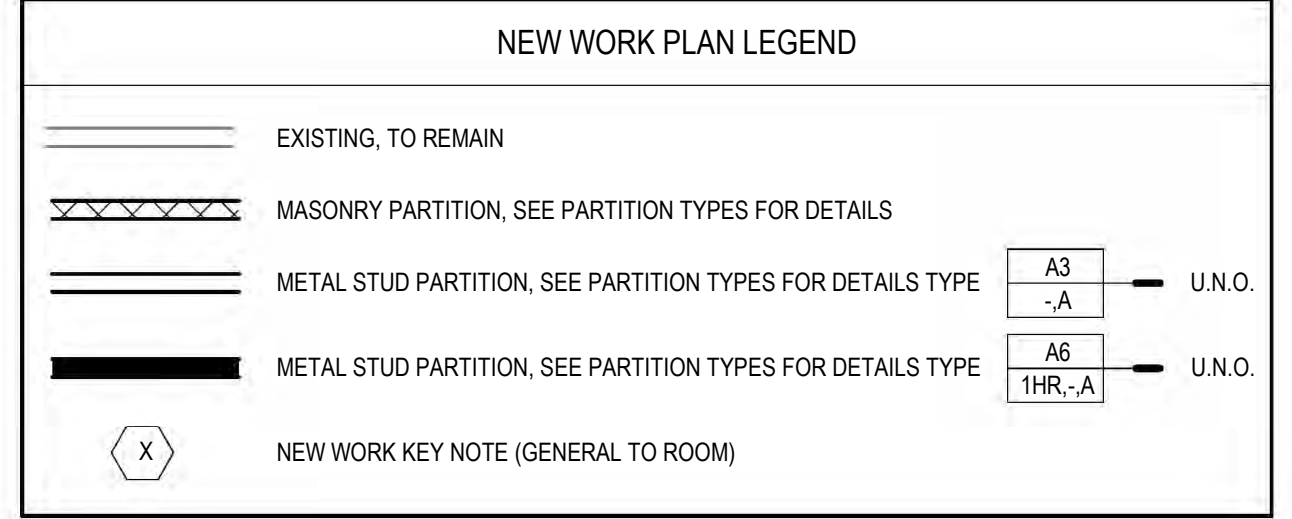 NEW WORK PLAN LEGEND
EXISTING, TO REMAIN
MASONRY PARTITION, SEE PARTITION TYPES FOR DETAILS
METAL STUD PARTITION, SEE PARTITION TYPES FOR DETAILS TYPE
A3
-,A
U.N.O.
METAL STUD PARTITION, SEE PARTITION TYPES FOR DETAILS TYPE
A6
1HR,-,A
U.N.O.
X
NEW WORK KEY NOTE (GENERAL TO ROOM)